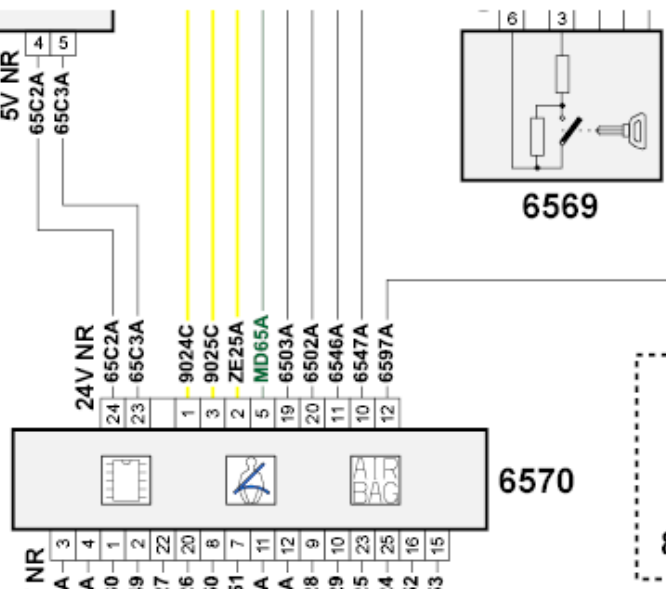 6 3
4 5
5V NR
65C2A
65C3A
6569
24V NR
65C2A
65C3A
9024C
9025C
ZE25A
MD65A
6503A
6502A
6546A
6547A
6597A
24 23 1 3 2 5 19 20 11 10 12
AIR
BAG
6570
NR
3 4 1 2 22 20 8 7 11 12 9 10 23 25 16 15